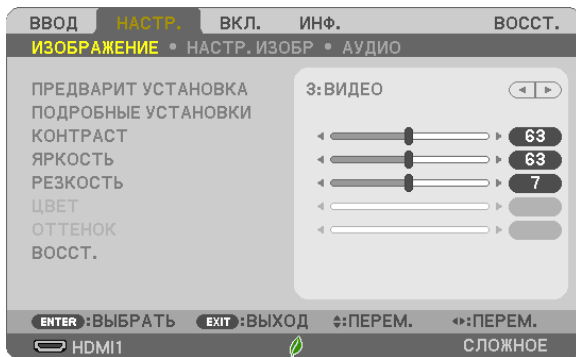 ВВОД НАСТР. ВКЛ. ИНФ. ВОССТ.
ИЗОБРАЖЕНИЕ • НАСТР. ИЗОБР • АУДИО
ПРЕДВАРИТ УСТАНОВКА 3:ВИДЕО
ПОДРОБНЫЕ УСТАНОВКИ
КОНТРАСТ 63
ЯРКОСТЬ 63
РЕЗКОСТЬ 7
ЦВЕТ
ОТТЕНОК
ВОССТ.
ENTER :ВЫБРАТЬ EXIT :ВЫХОД :ПЕРЕМ. :ПЕРЕМ.
HDMI1 СЛОЖНОЕ